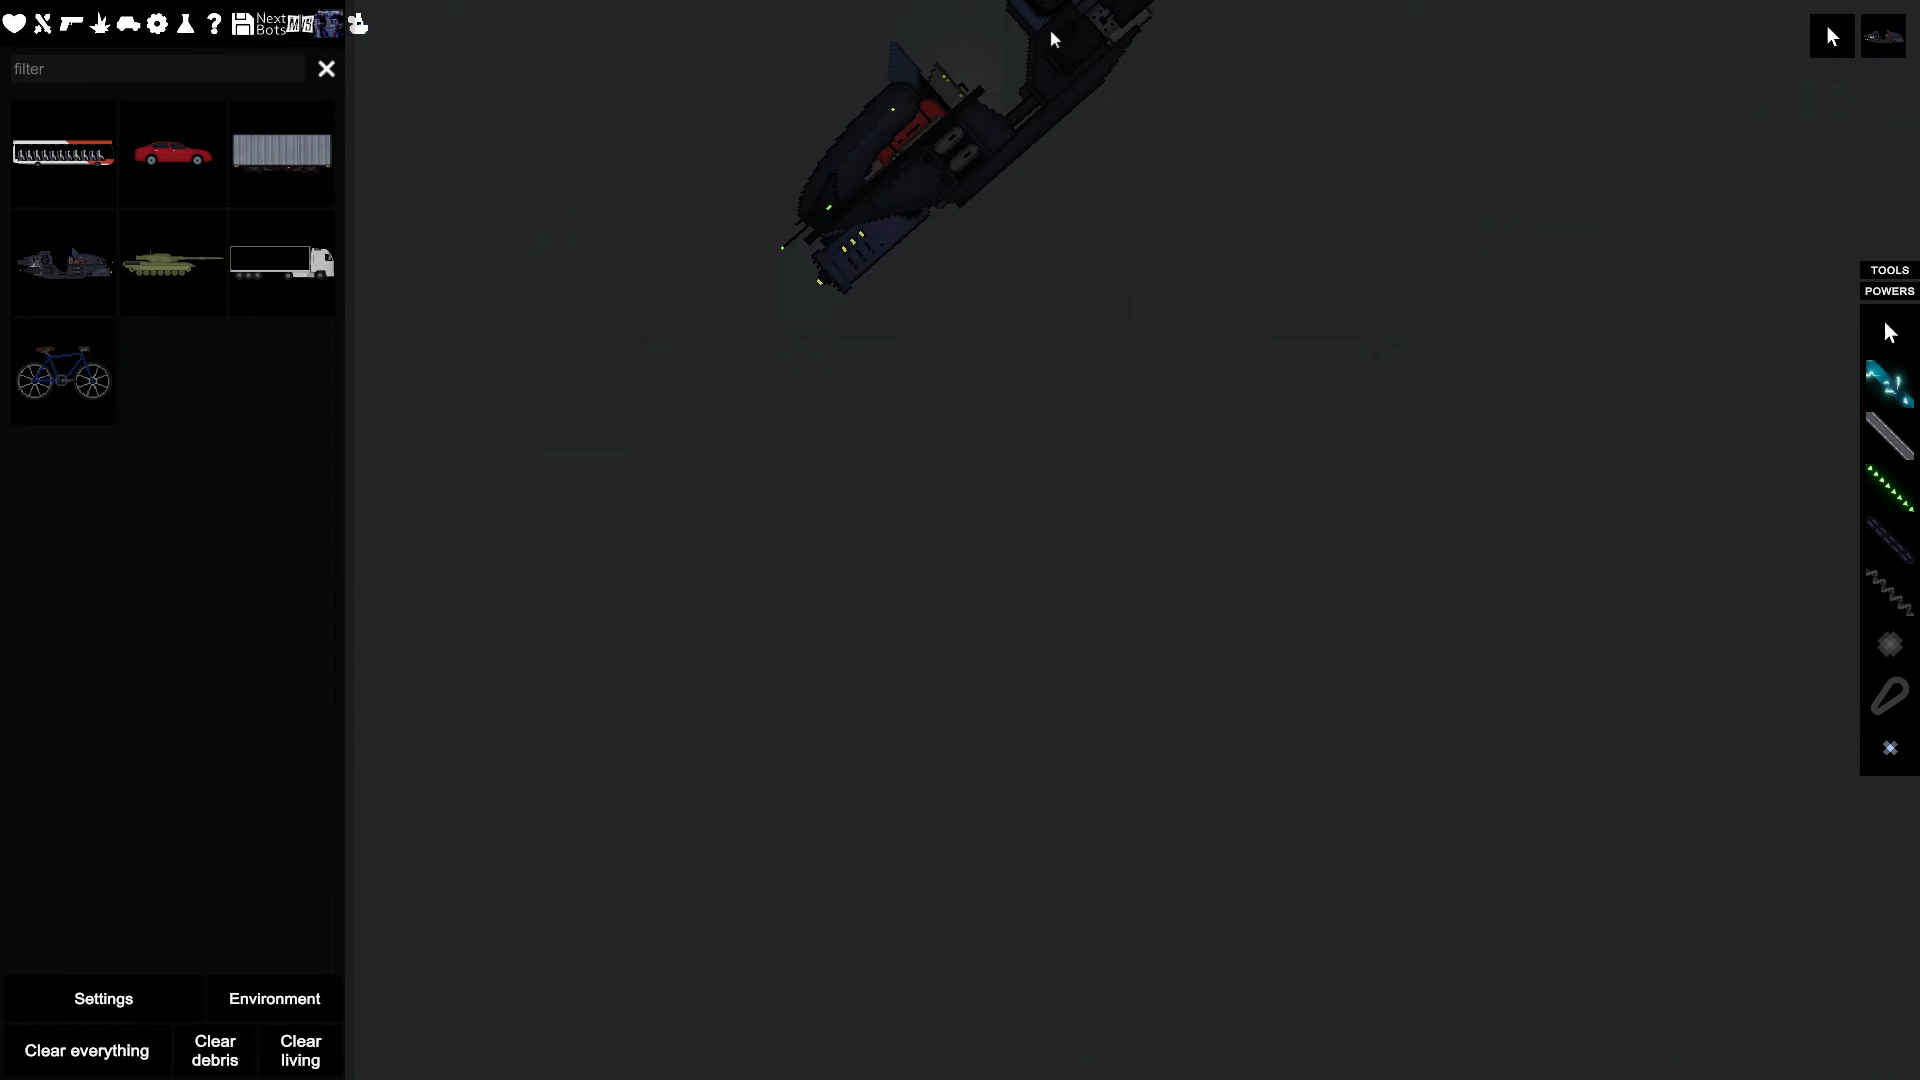 Next
Bots
filter
TOOLS
POWERS
Settings
Environment
Clear everything
Clear
debris
Clear
living